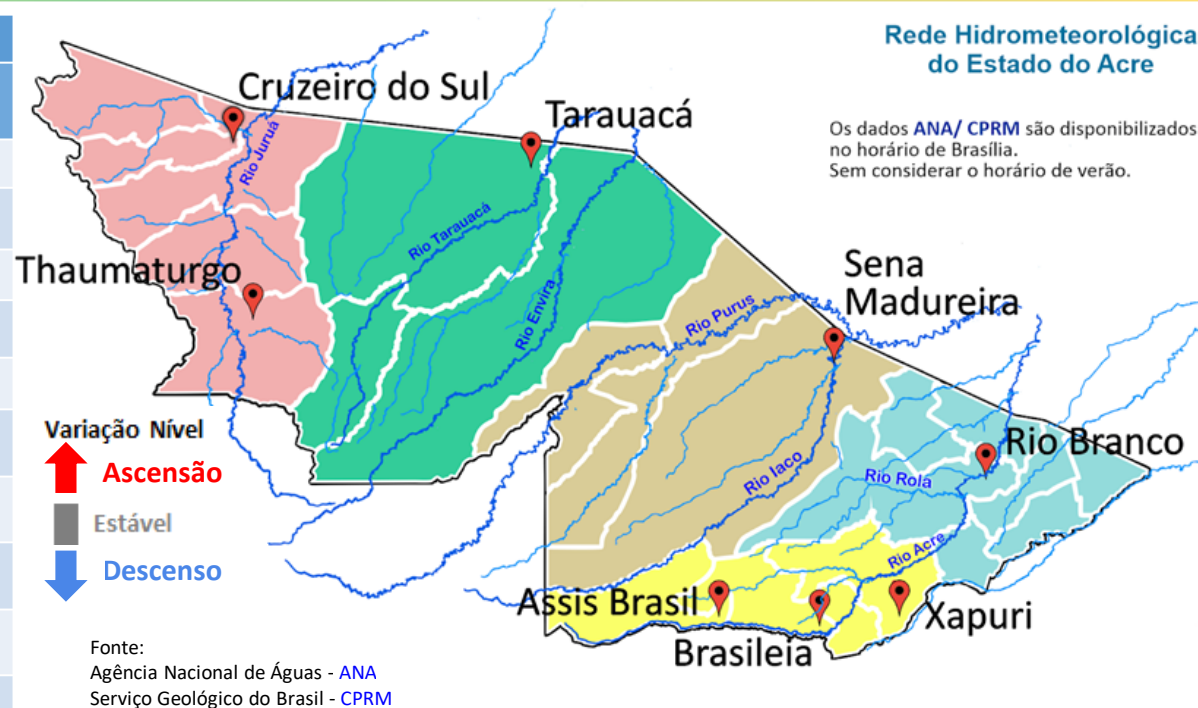 Rede Hidrometeorológica
do Estado do Acre
Os dados ANA/ CPRM são disponibilizados
no horário de Brasília.
Sem considerar o horário de verão.
Cruzeiro do Sul
Tarauacá
Rio Juruá
Rio Tarauacá
Thaumaturgo
Rio Envira
Sena
Madureira
Rio Purus
Variação Nível
Ascensão
Estável
Descenso
Rio Branco
Rio Iaco
Rio Rola
Rio Acre
Assis Brasil
Xapuri
Brasileia
Fonte:
Agência Nacional de Águas - ANA
Serviço Geológico do Brasil - CPRM